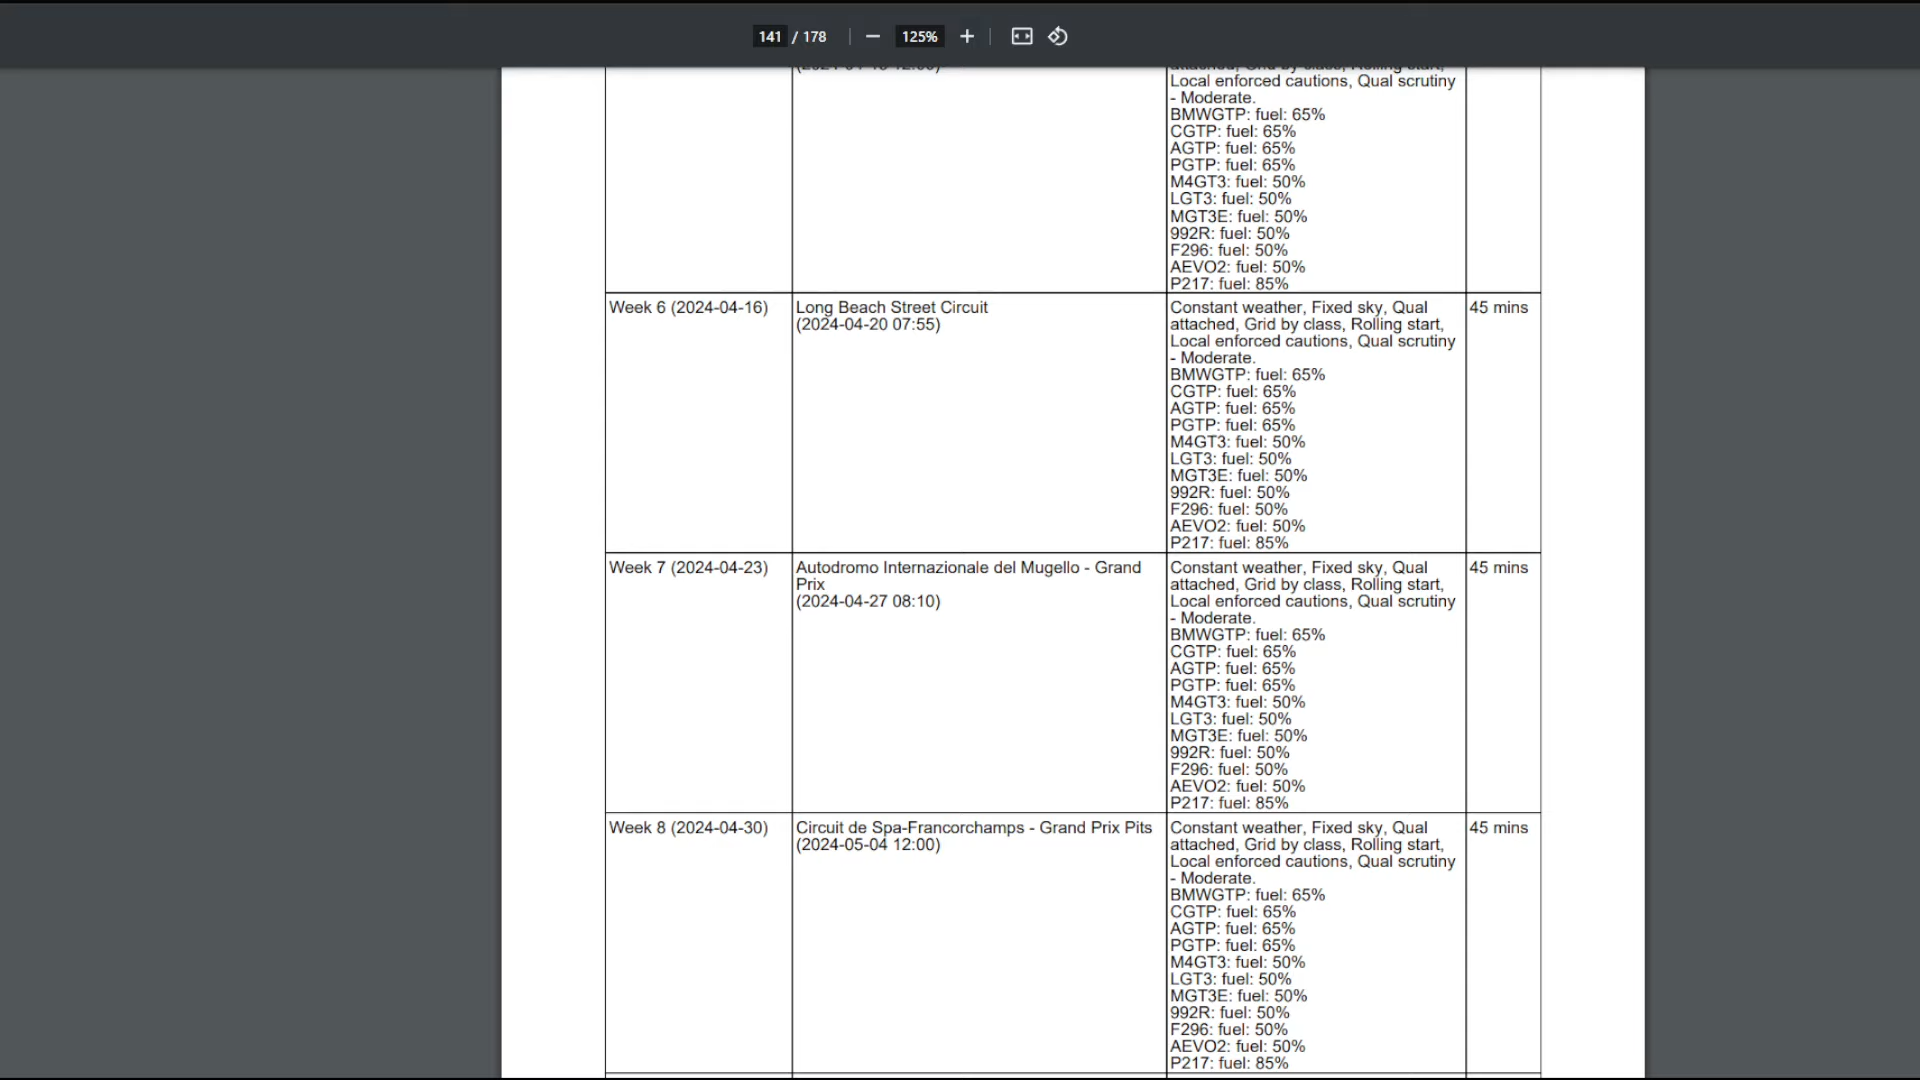 141 / 178
125%
Local enforced cautions, Qual scrutiny
- Moderate.
BMWGTP: fuel: 65%
CGTP: fuel: 65%
AGTP: fuel: 65%
PGTP: fuel: 65%
M4GT3: fuel: 50%
LGT3: fuel: 50%
MGT3E: fuel: 50%
992R: fuel: 50%
F296: fuel: 50%
AEVO2: fuel: 50%
P217: fuel: 85%
Week 6 (2024-04-16)
Long Beach Street Circuit
(2024-04-20 07:55)
Constant weather, Fixed sky, Qual
attached, Grid by class, Rolling start,
Local enforced cautions, Qual scrutiny
- Moderate.
BMWGTP: fuel: 65%
CGTP: fuel: 65%
AGTP: fuel: 65%
PGTP: fuel: 65%
M4GT3: fuel: 50%
LGT3: fuel: 50%
MGT3E: fuel: 50%
992R: fuel: 50%
F296: fuel: 50%
AEVO2: fuel: 50%
P217: fuel: 85%
45 mins
Week 7 (2024-04-23)
Autodromo Internazionale del Mugello - Grand
Prix
(2024-04-27 08:10)
Constant weather, Fixed sky, Qual
attached, Grid by class, Rolling start,
Local enforced cautions, Qual scrutiny
- Moderate.
BMWGTP: fuel: 65%
CGTP: fuel: 65%
AGTP: fuel: 65%
PGTP: fuel: 65%
M4GT3: fuel: 50%
LGT3: fuel: 50%
MGT3E: fuel: 50%
992R: fuel: 50%
F296: fuel: 50%
AEVO2: fuel: 50%
P217: fuel: 85%
45 mins
Week 8 (2024-04-30)
Circuit de Spa-Francorchamps - Grand Prix Pits
(2024-05-04 12:00)
Constant weather, Fixed sky, Qual
attached, Grid by class, Rolling start,
Local enforced cautions, Qual scrutiny
- Moderate.
BMWGTP: fuel: 65%
CGTP: fuel: 65%
AGTP: fuel: 65%
PGTP: fuel: 65%
M4GT3: fuel: 50%
LGT3: fuel: 50%
MGT3E: fuel: 50%
992R: fuel: 50%
F296: fuel: 50%
AEVO2: fuel: 50%
P217: fuel: 85%
45 mins